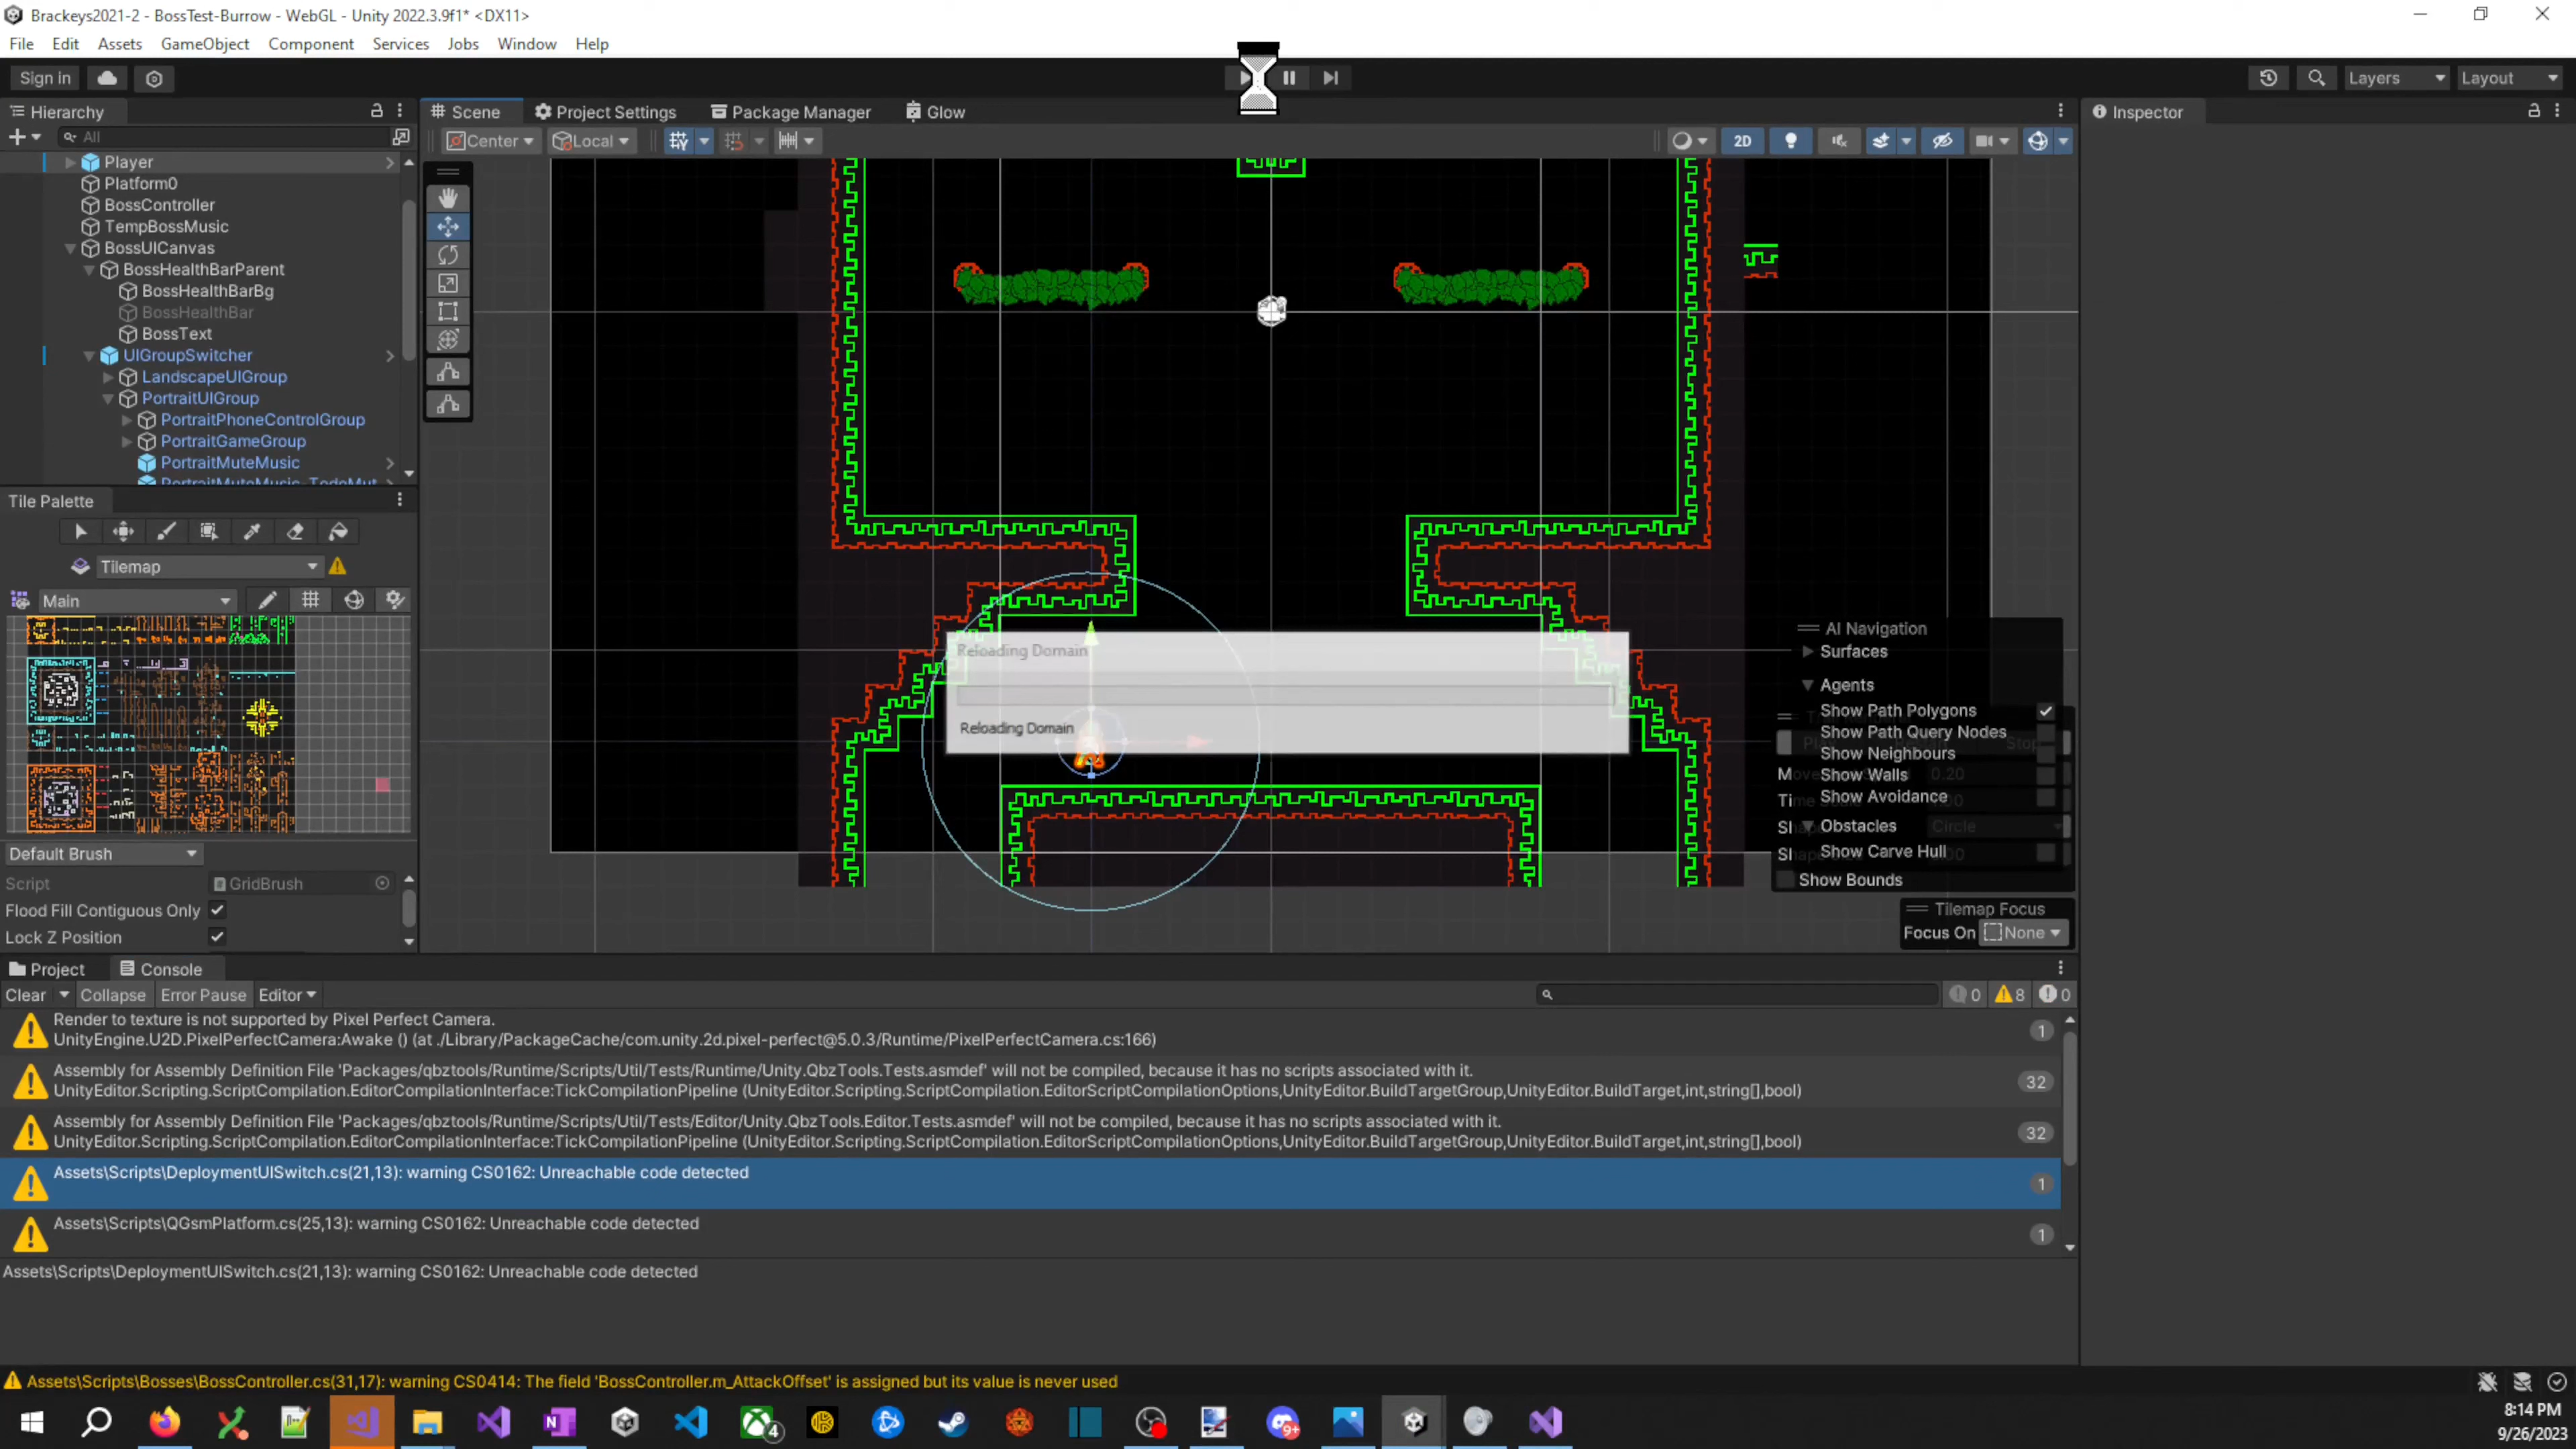 Brackeys2021-2 - BossTest-Burrow - WebGL - Unity 2022.3.9f1* <DX11>
File Edit Assets GameObject Component Services Jobs Window Help
Sign in
Layers
Layout
Hierarchy
Scene
Project Settings
Package Manager
Glow
Inspector
All
Center
Local
2D
Player
Platform0
BossController
TempBossMusic
BossUICanvas
BossHealthBarParent
BossHealthBarBg
BossHealthBar
BossText
UIGroupSwitcher
LandscapeUIGroup
PortraitUIGroup
PortraitPhoneControlGroup
PortraitGameGroup
PortraitMuteMusic
PortraitMuteMusic-TodoMut
Tile Palette
Tilemap
Main
Default Brush
Script
GridBrush
Flood Fill Contiguous Only
Lock Z Position
Reloading Domain
Reloading Domain
AI Navigation
Surfaces
Agents
Show Path Polygons
Show Path Query Nodes
Show Neighbours
Stop
Show Walls
0.20
Show Avoidance
Obstacles
Circle
Show Carve Hull
Show Bounds
Tilemap Focus
Focus On
None
Project
Console
Clear
Collapse
Error Pause
Editor
0
8
0
Render to texture is not supported by Pixel Perfect Camera.
UnityEngine.U2D.PixelPerfectCamera:Awake () (at ./Library/PackageCache/com.unity.2d.pixel-perfect@5.0.3/Runtime/PixelPerfectCamera.cs:166)
1
Assembly for Assembly Definition File 'Packages/qbztools/Runtime/Scripts/Util/Tests/Runtime/Unity.QbzTools.Tests.asmdef' will not be compiled, because it has no scripts associated with it.
UnityEditor.Scripting.ScriptCompilation.EditorCompilationInterface:TickCompilationPipeline (UnityEditor.Scripting.ScriptCompilation.EditorScriptCompilationOptions,UnityEditor.BuildTargetGroup,UnityEditor.BuildTarget,int,string[],bool)
32
Assembly for Assembly Definition File 'Packages/qbztools/Runtime/Scripts/Util/Tests/Editor/Unity.QbzTools.Editor.Tests.asmdef' will not be compiled, because it has no scripts associated with it.
UnityEditor.Scripting.ScriptCompilation.EditorCompilationInterface:TickCompilationPipeline (UnityEditor.Scripting.ScriptCompilation.EditorScriptCompilationOptions,UnityEditor.BuildTargetGroup,UnityEditor.BuildTarget,int,string[],bool)
32
Assets\Scripts\DeploymentUISwitch.cs(21,13): warning CS0162: Unreachable code detected
1
Assets\Scripts\QGsmPlatform.cs(25,13): warning CS0162: Unreachable code detected
1
Assets\Scripts\DeploymentUISwitch.cs(21,13): warning CS0162: Unreachable code detected
Assets\Scripts\Bosses\BossController.cs(31,17): warning CS0414: The field 'BossController.m_AttackOffset' is assigned but its value is never used
4
9+
8:14 PM
9/26/2023